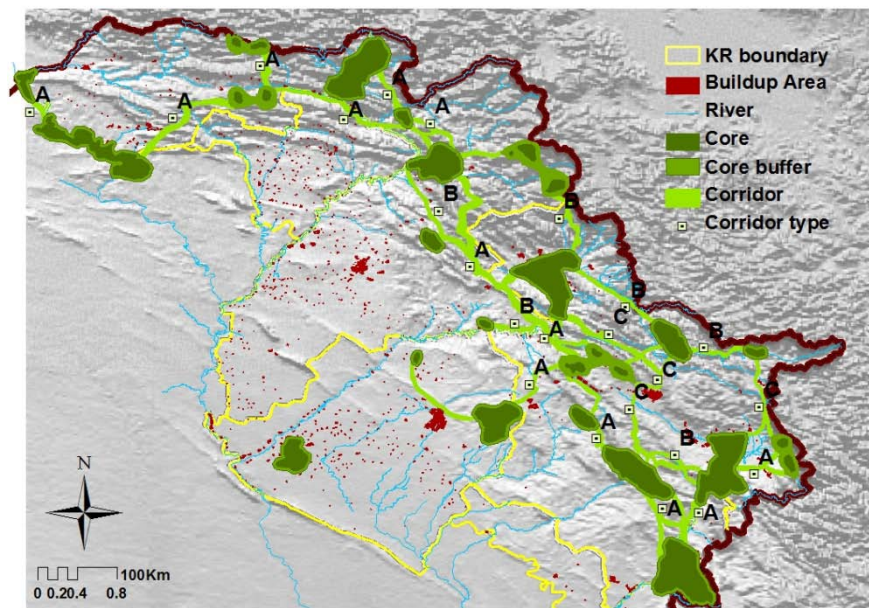 KR boundary
Buildup Area
River
Core
Core buffer
Corridor
Corridor type
A
A
A
A
A
A
A
B
B
A
B
B
C
A
B
A
C
C
C
A
B
A
A
A
N
100Km
0 0.20.4 0.8